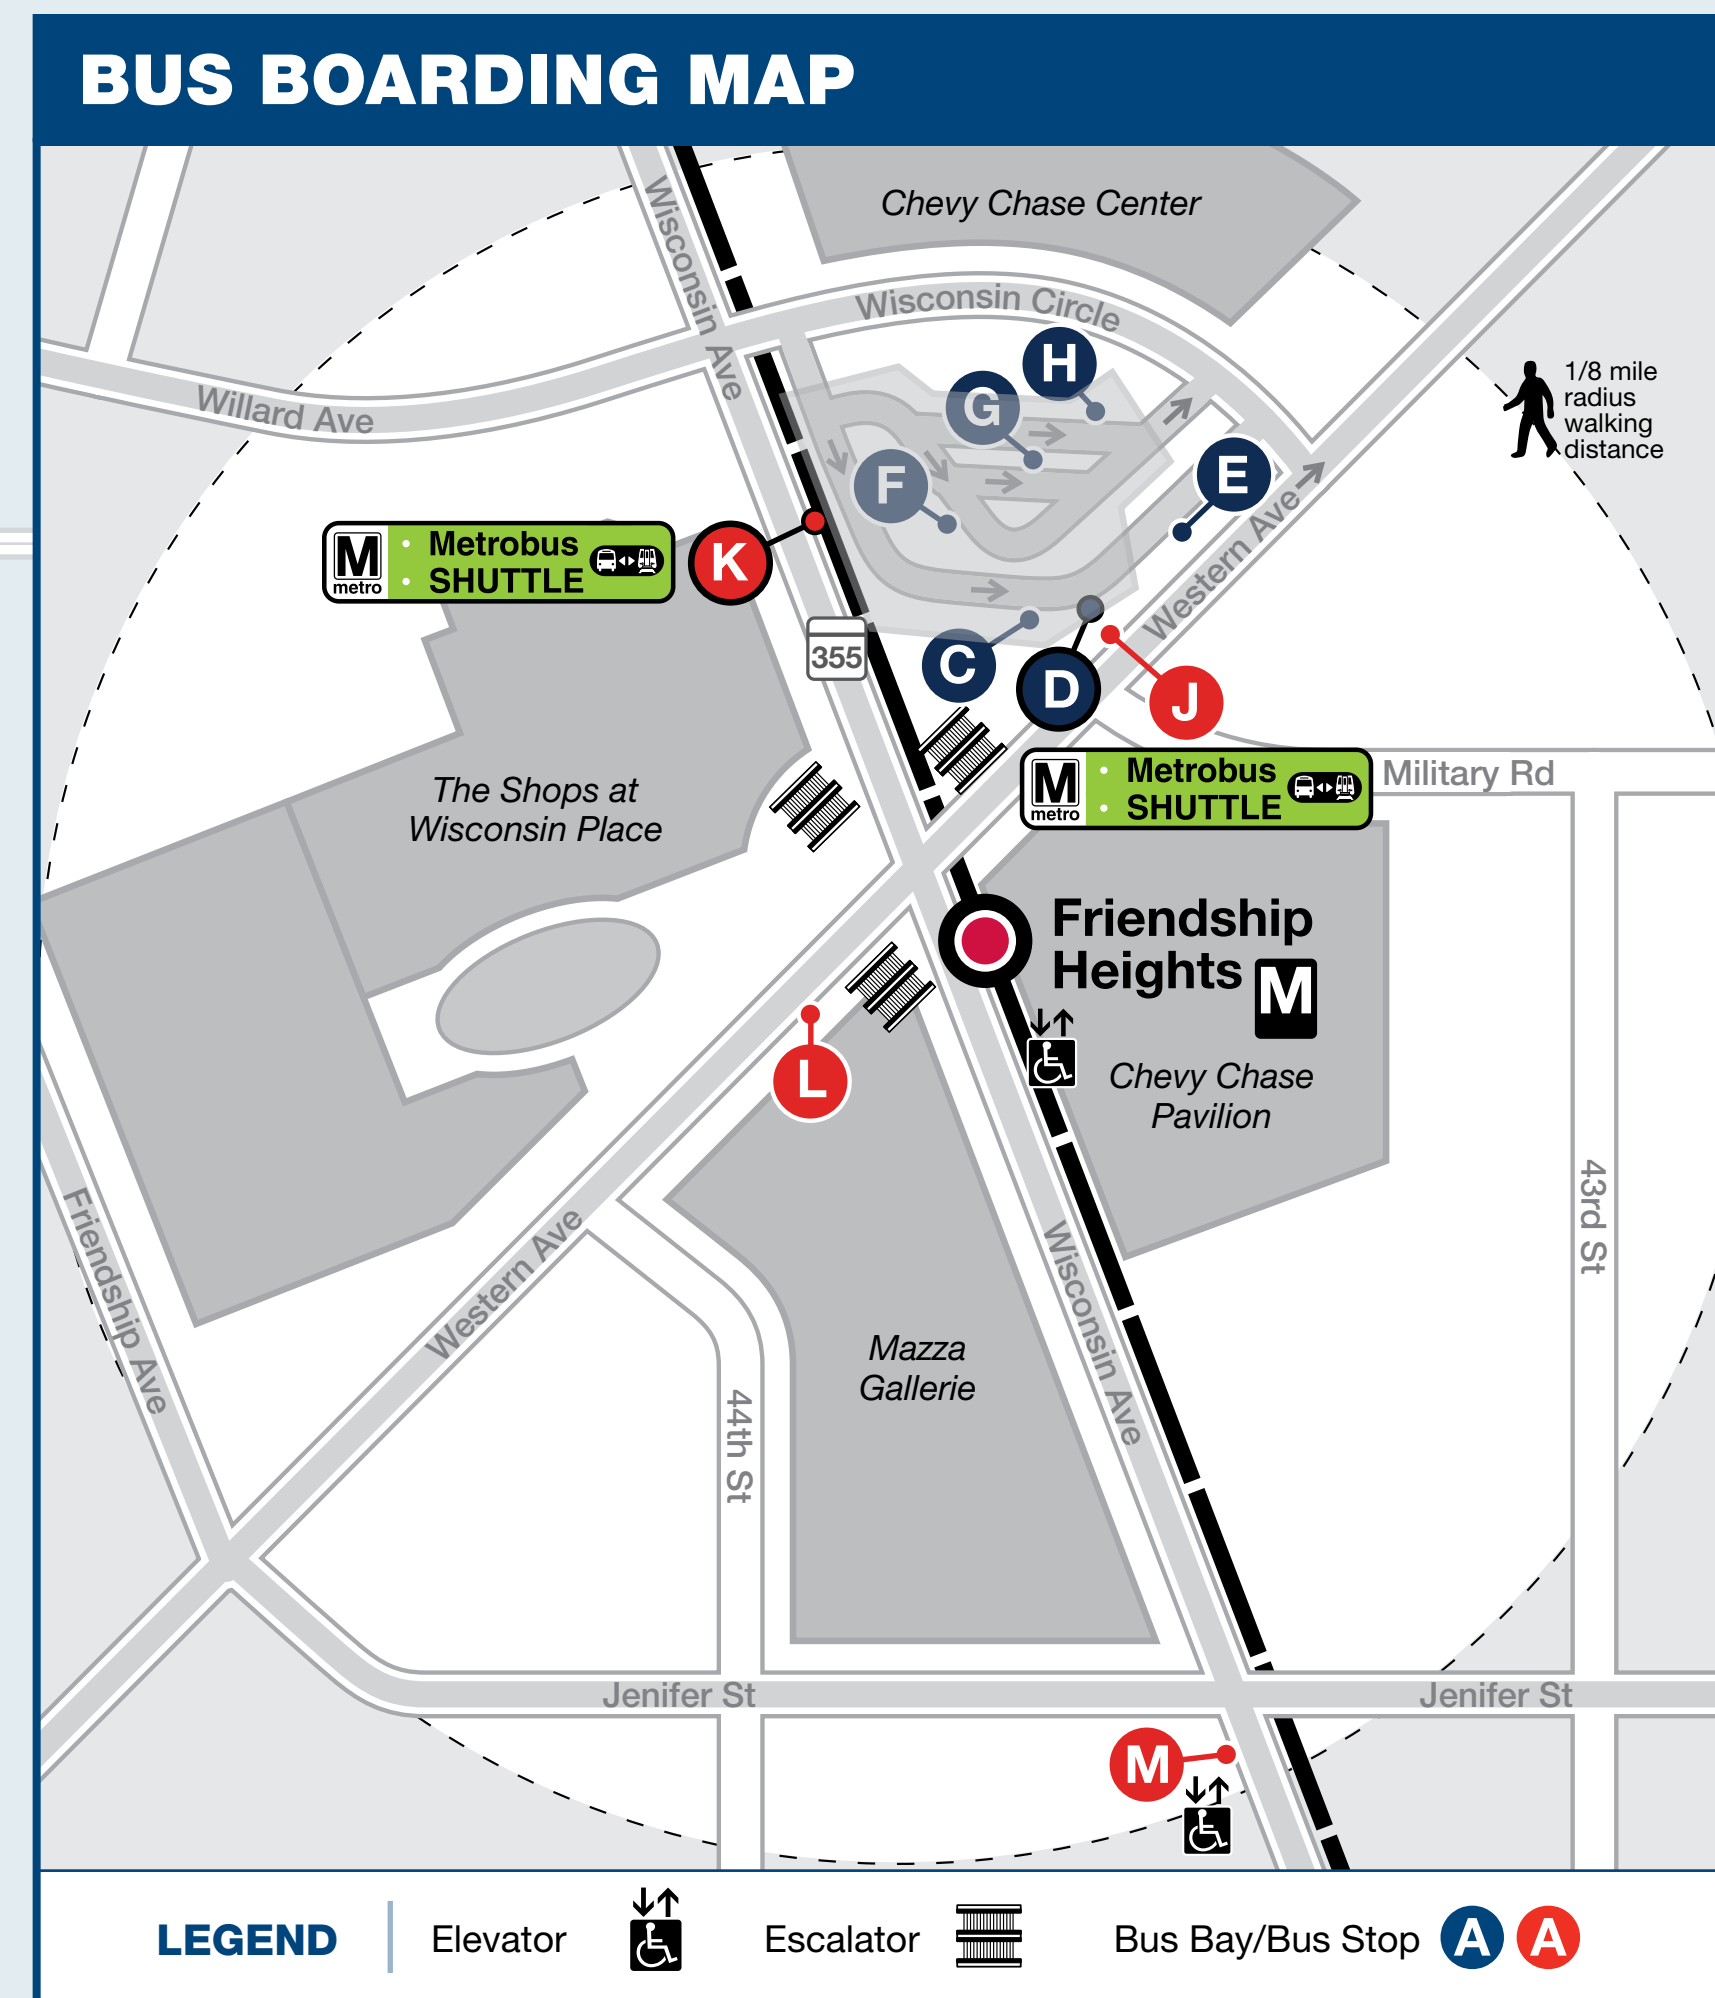 BUS BOARDING MAP
Chevy Chase Center
Wisconsin Ave
Wisconsin Circle
H
1/8 mile
radius
walking
distance
Willard Ave
G
E
F
M
metro
Metrobus
SHUTTLE
K
Western Ave
355
C
D
J
M
metro
Metrobus
SHUTTLE
Military Rd
The Shops at
Wisconsin Place
Friendship
Heights
M
L
Chevy Chase
Pavilion
43rd St
Friendship Ave
Western Ave
Wisconsin Ave
Mazza
Gallerie
44th St
Jenifer St
Jenifer St
M
LEGEND
Elevator
Escalator
Bus Bay/Bus Stop
A
A